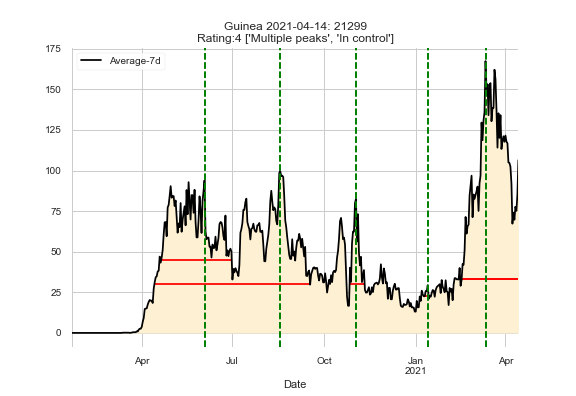 Guinea 2021-04-14: 21299
Rating:4 ['Multiple peaks', 'In control']
175
150
125
100
75
50
25
0
Average-7d
Apr
Jul
Oct
Jan
2021
Apr
Date